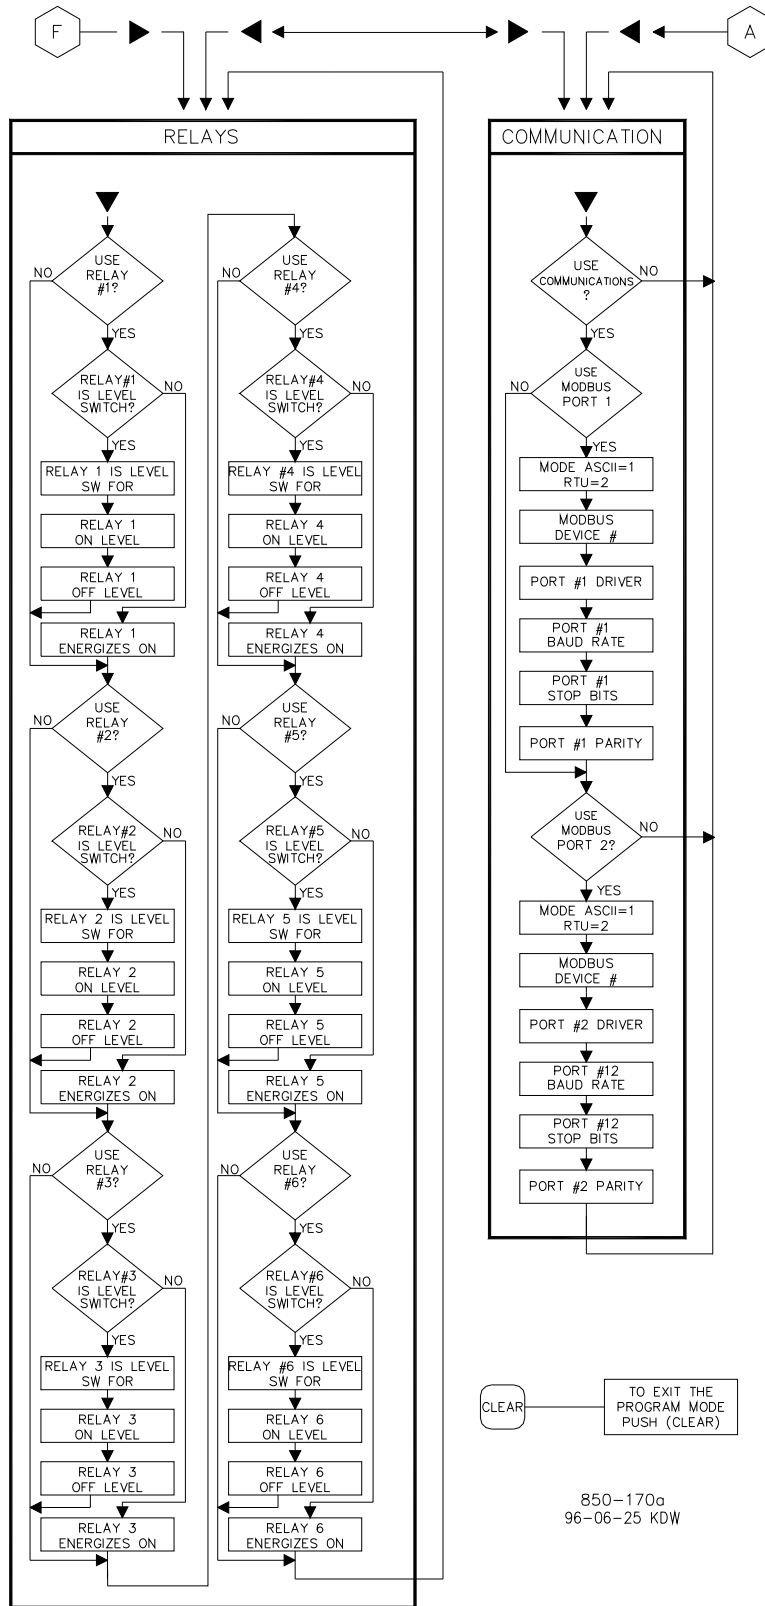 F
A
RELAYS
USE
RELAY
#1?
NO
YES
RELAY#1
IS LEVEL
SWITCH?
NO
YES
RELAY 1 IS LEVEL
SW FOR
RELAY 1
ON LEVEL
RELAY 1
OFF LEVEL
RELAY 1
ENERGIZES ON
USE
RELAY
#2?
NO
YES
RELAY#2
IS LEVEL
SWITCH?
NO
YES
RELAY 2 IS LEVEL
SW FOR
RELAY 2
ON LEVEL
RELAY 2
OFF LEVEL
RELAY 2
ENERGIZES ON
USE
RELAY
#3?
NO
YES
RELAY#3
IS LEVEL
SWITCH?
NO
YES
RELAY 3 IS LEVEL
SW FOR
RELAY 3
ON LEVEL
RELAY 3
OFF LEVEL
RELAY 3
ENERGIZES ON
USE
RELAY
#4?
NO
YES
RELAY#4
IS LEVEL
SWITCH?
NO
YES
RELAY #4 IS LEVEL
SW FOR
RELAY 4
ON LEVEL
RELAY 4
OFF LEVEL
RELAY 4
ENERGIZES ON
USE
RELAY
#5?
NO
YES
RELAY#5
IS LEVEL
SWITCH?
NO
YES
RELAY 5 IS LEVEL
SW FOR
RELAY 5
ON LEVEL
RELAY 5
OFF LEVEL
RELAY 5
ENERGIZES ON
USE
RELAY
#6?
NO
YES
RELAY#6
IS LEVEL
SWITCH?
NO
YES
RELAY #6 IS LEVEL
SW FOR
RELAY 6
ON LEVEL
RELAY 6
OFF LEVEL
RELAY 6
ENERGIZES ON
COMMUNICATION
USE
COMMUNICATIONS
?
NO
YES
USE
MODBUS
PORT 1
NO
YES
MODE ASCII=1
RTU=2
MODBUS
DEVICE #
PORT #1 DRIVER
PORT #1
BAUD RATE
PORT #1
STOP BITS
PORT #1 PARITY
USE
MODBUS
PORT 2?
NO
YES
MODE ASCII=1
RTU=2
MODBUS
DEVICE #
PORT #2 DRIVER
PORT #12
BAUD RATE
PORT #12
STOP BITS
PORT #2 PARITY
CLEAR
TO EXIT THE
PROGRAM MODE
PUSH (CLEAR)
850-170a
96-06-25 KDW